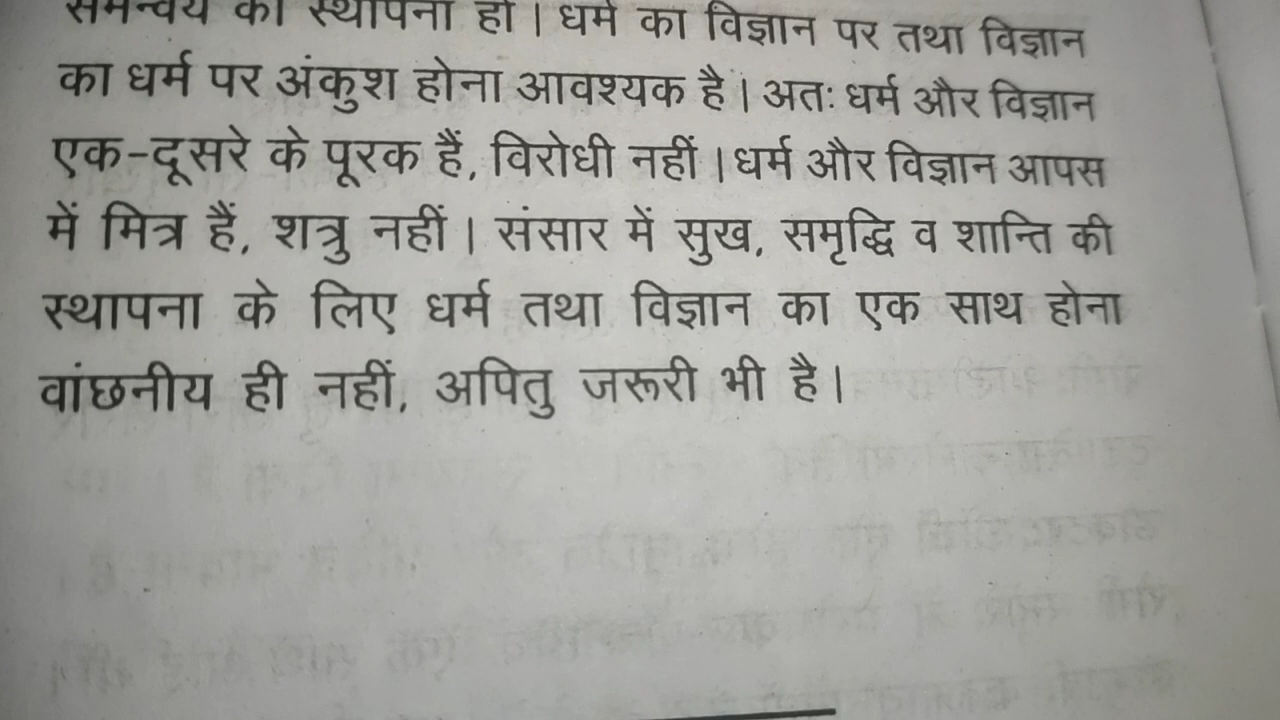 समन्वय की स्थापना हो। धर्म का विज्ञान पर तथा विज्ञान
का धर्म पर अंकुश होना आवश्यक है। अतः धर्म और विज्ञान
एक-दूसरे के पूरक हैं, विरोधी नहीं। धर्म और विज्ञान आपस
में मित्र हैं, शत्रु नहीं। संसार में सुख, समृद्धि व शान्ति की
स्थापना के लिए धर्म तथा विज्ञान का एक साथ होना
वांछनीय ही नहीं, अपितु जरूरी भी है।